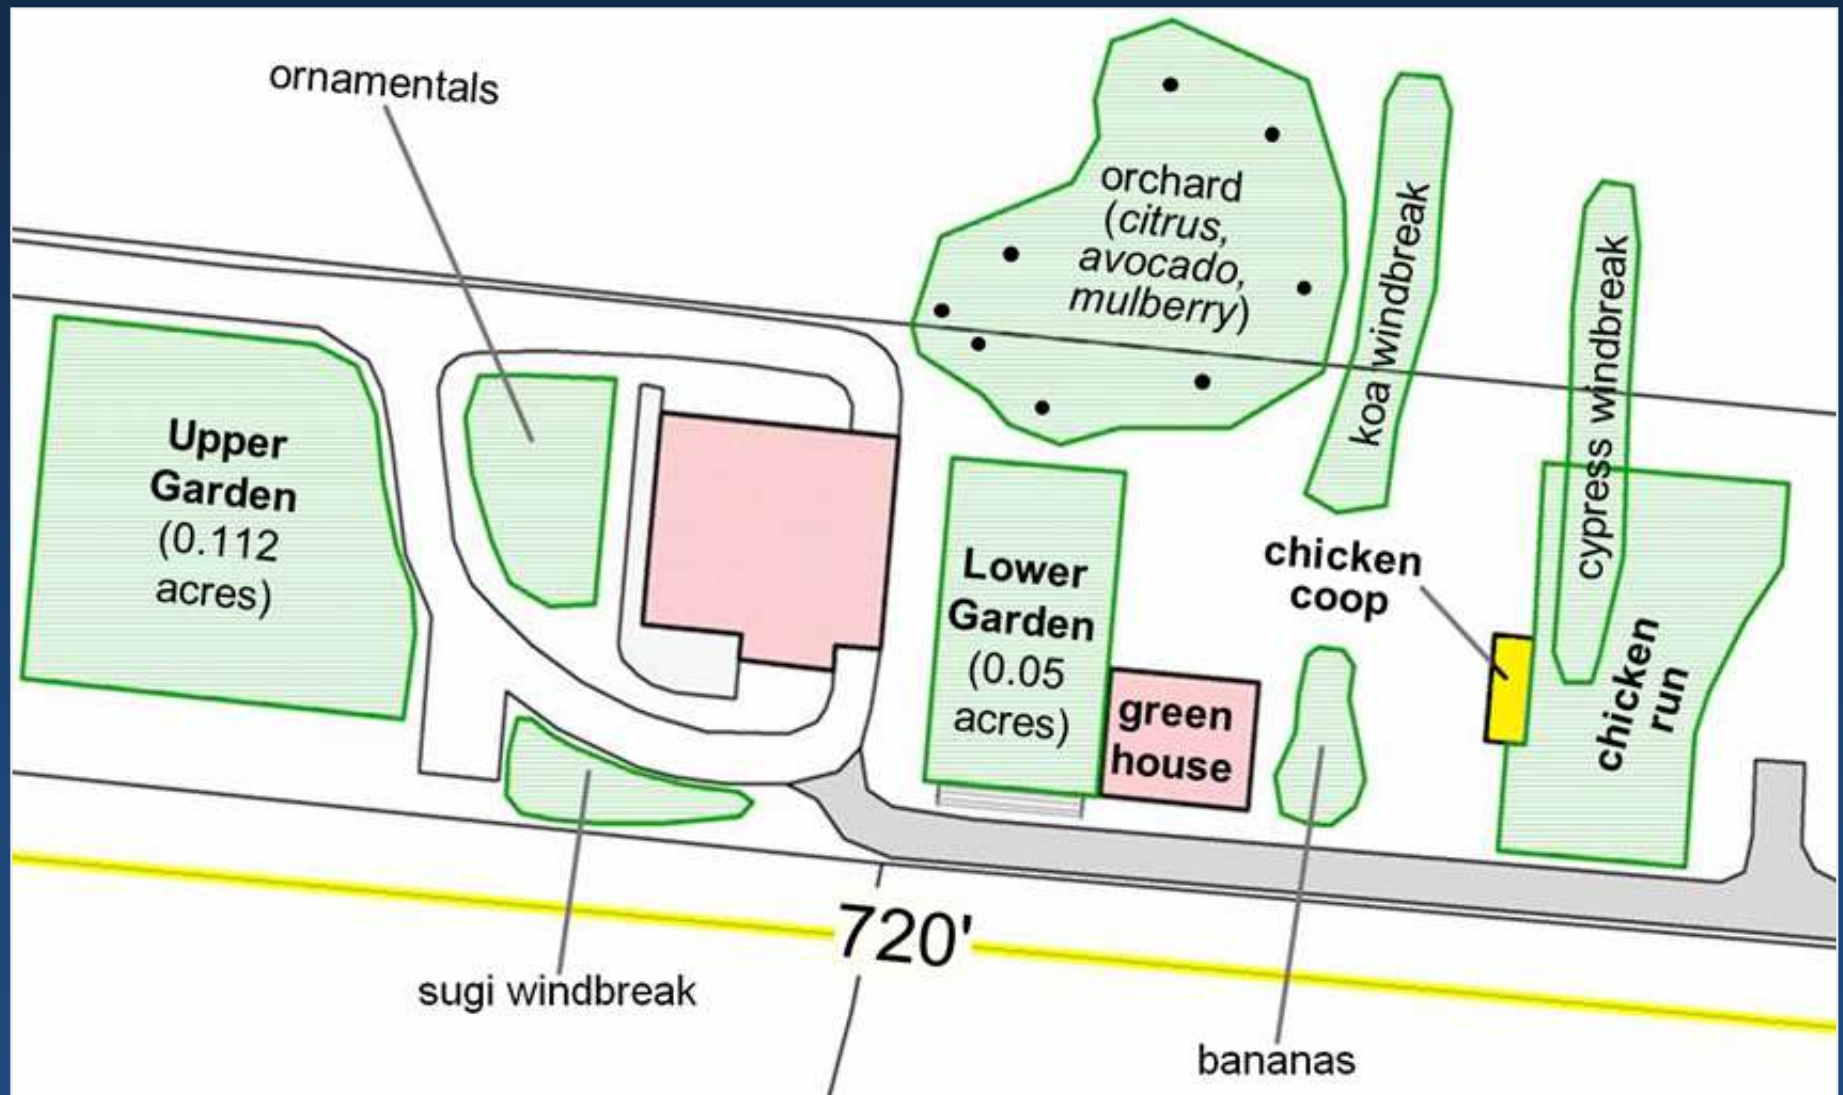 ornamentals
orchard
(citrus,
avocado,
mulberry)
koa windbreak
cypress windbreak
Upper
Garden
(0.112
acres)
Lower
Garden
(0.05
acres)
chicken
coop
green
house
chicken
run
720'
sugi windbreak
bananas